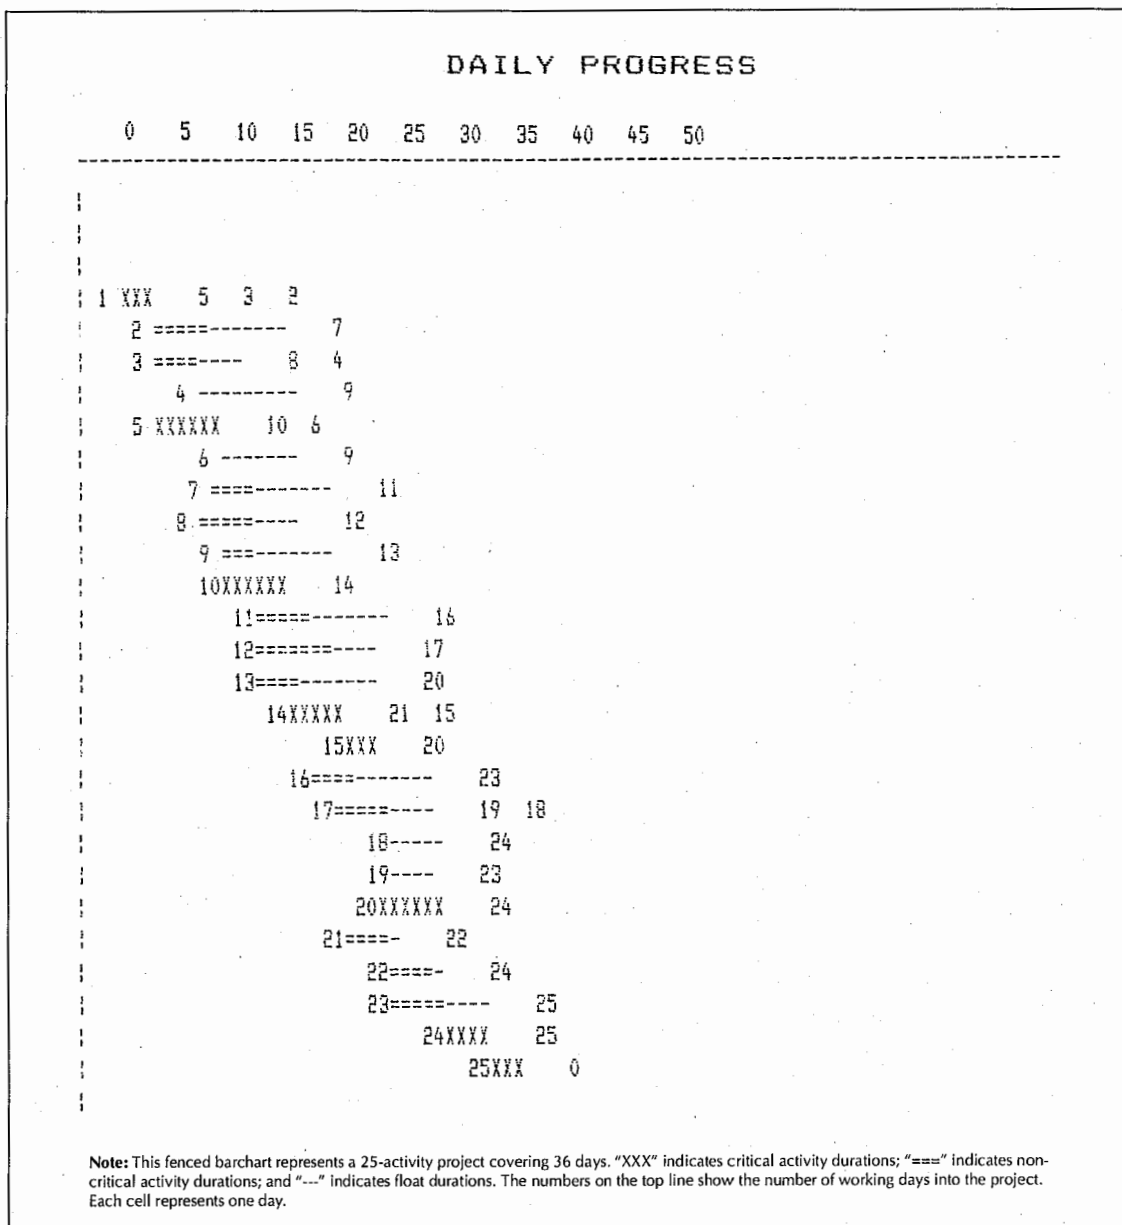 DAILY PROGRESS
0 5 10 15 20 25 30 35 40 45 50
1 XXX 5 3 2
2 =====------- 7
3 ====---- 8 4
4 --------- 9
5 XXXXXX 10 6
6 ------- 9
7 ====------- 11
8 =====---- 12
9 ===------- 13
10XXXXXX 14
11=====------- 16
12=======---- 17
13====------- 20
14XXXXX 21 15
15XXX 20
16====------- 23
17=====---- 19 18
18----- 24
19---- 23
20XXXXXX 24
21====- 22
22====- 24
23=====---- 25
24XXXX 25
25XXX 0
Note: This fenced barchart represents a 25-activity project covering 36 days. "XXX" indicates critical activity durations; "===" indicates non-
critical activity durations; and "---" indicates float durations. The numbers on the top line show the number of working days into the project.
Each cell represents one day.